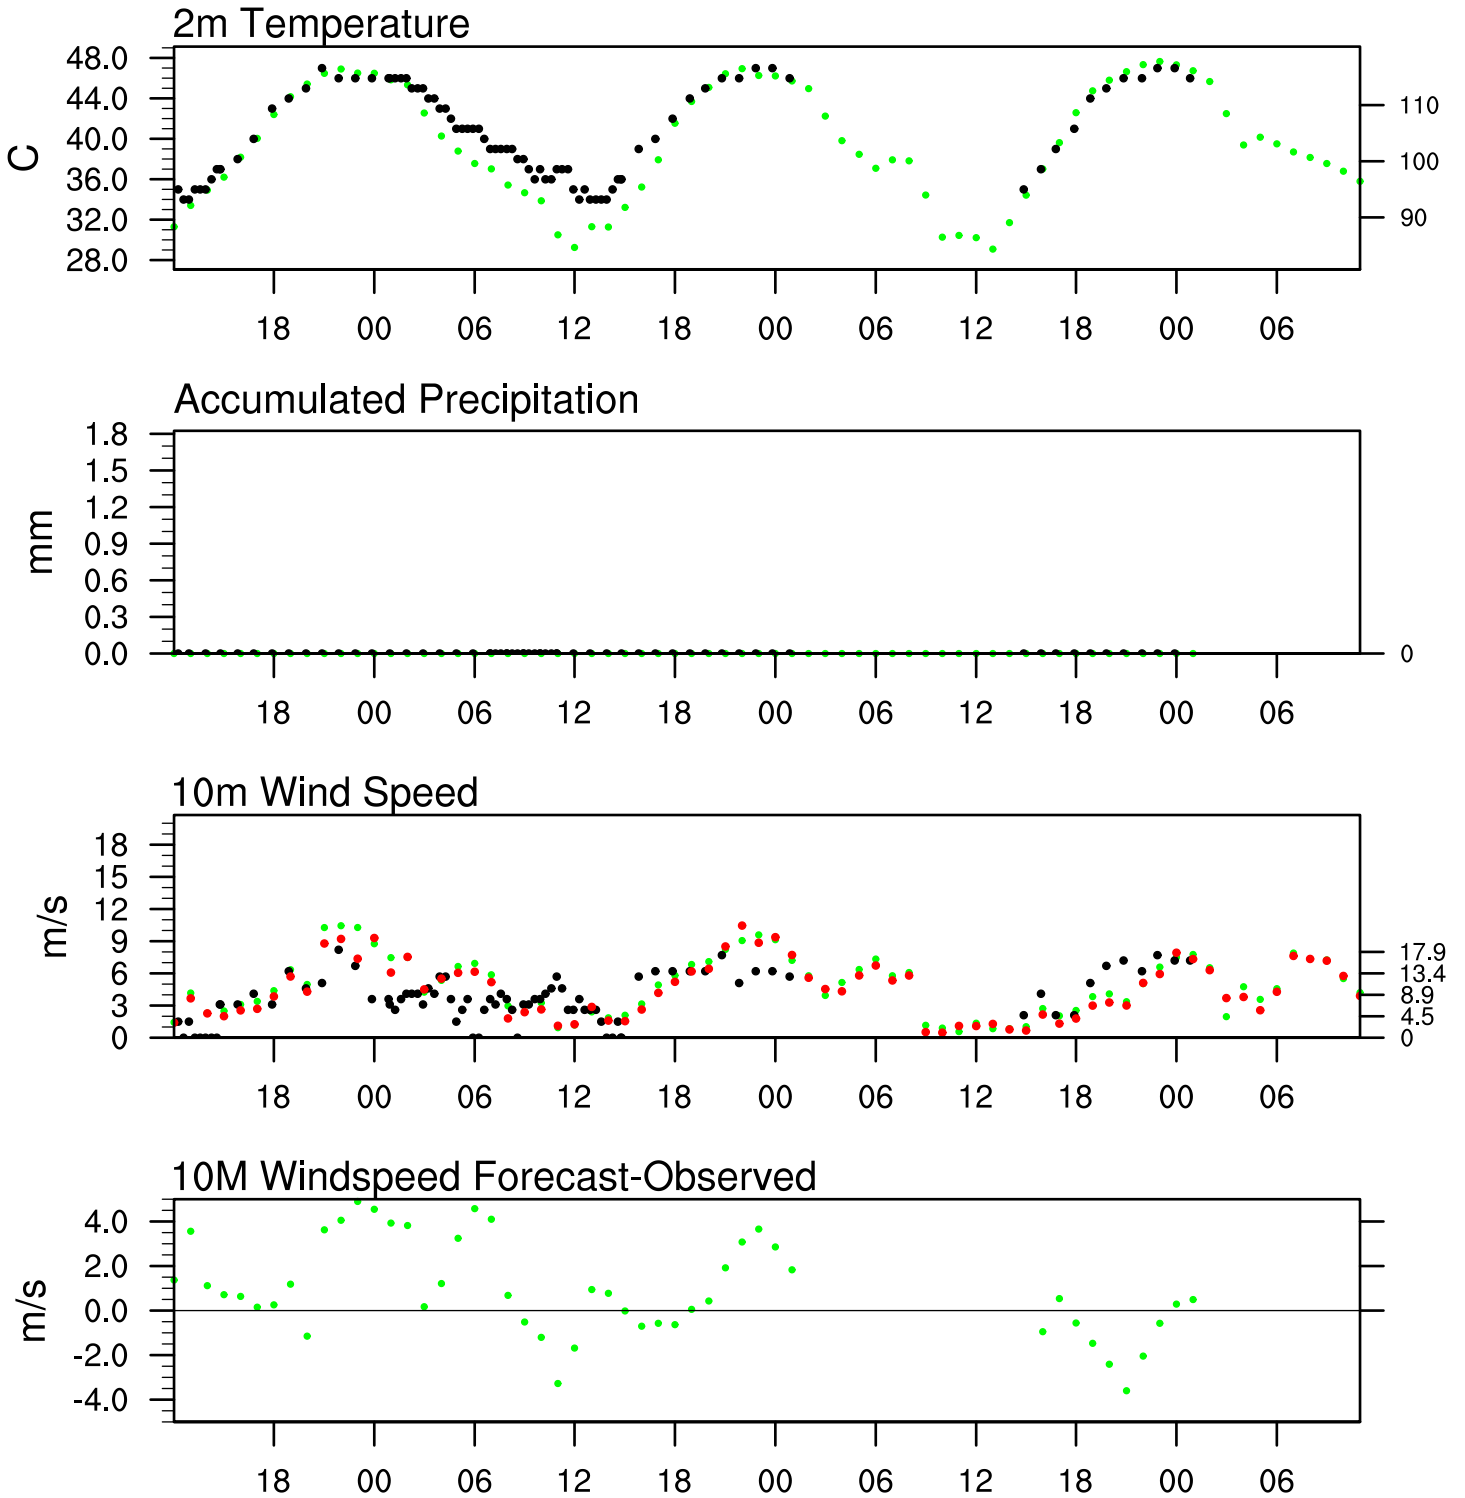 2m Temperature
48.0
44.0
40.0
36.0
32.0
28.0
C
110
100
90
18 00 06 12 18 00 06 12 18 00 06
Accumulated Precipitation
1.8
1.5
1.2
0.9
0.6
0.3
0.0
mm
0
18 00 06 12 18 00 06 12 18 00 06
10m Wind Speed
18
15
12
9
6
3
0
m/s
17.9
13.4
8.9
4.5
0
18 00 06 12 18 00 06 12 18 00 06
10M Windspeed Forecast-Observed
4.0
2.0
0.0
-2.0
-4.0
m/s
18 00 06 12 18 00 06 12 18 00 06